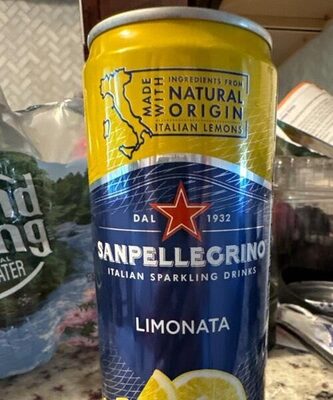 MADE WITH
INGREDIENTS FROM
NATURAL
ORIGIN
ITALIAN LEMONS
DAL 1932
SANPELLEGRINO
ITALIAN SPARKLING DRINKS
LIMONATA